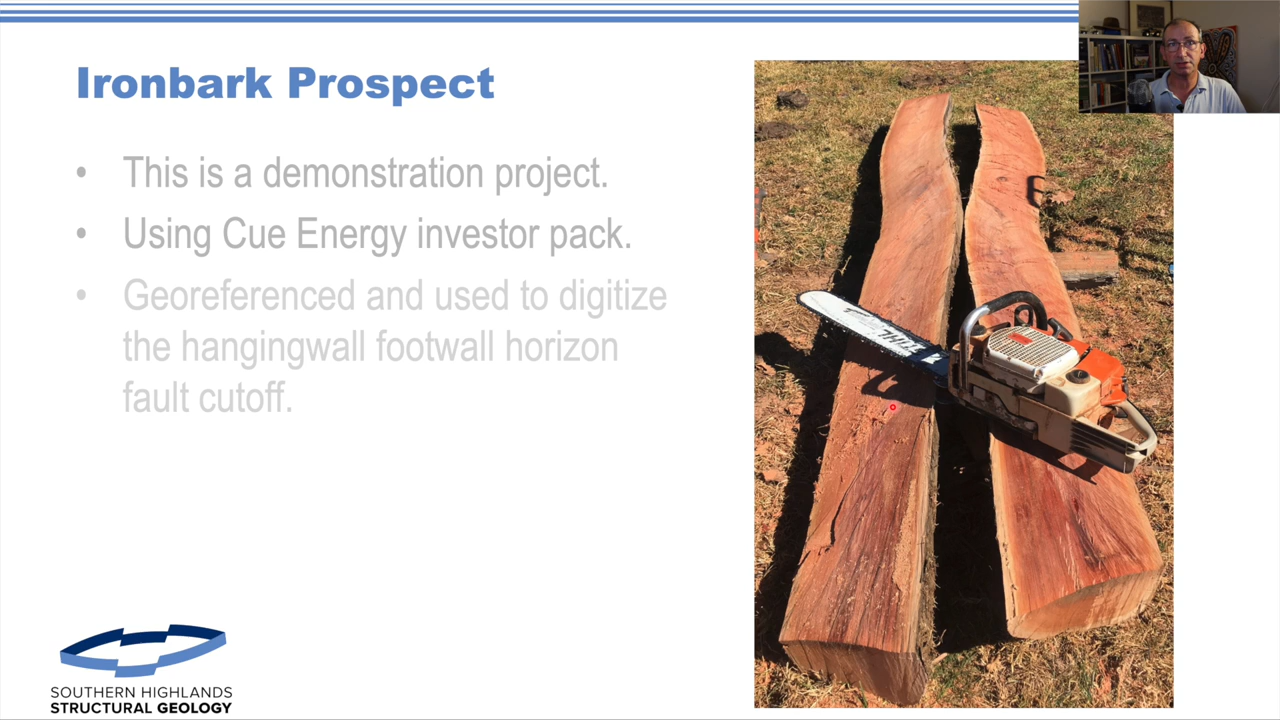 Ironbark Prospect
• This is a demonstration project.
• Using Cue Energy investor pack.
• Georeferenced and used to digitize
the hangingwall footwall horizon
fault cutoff.
STIHL
SOUTHERN HIGHLANDS
STRUCTURAL GEOLOGY